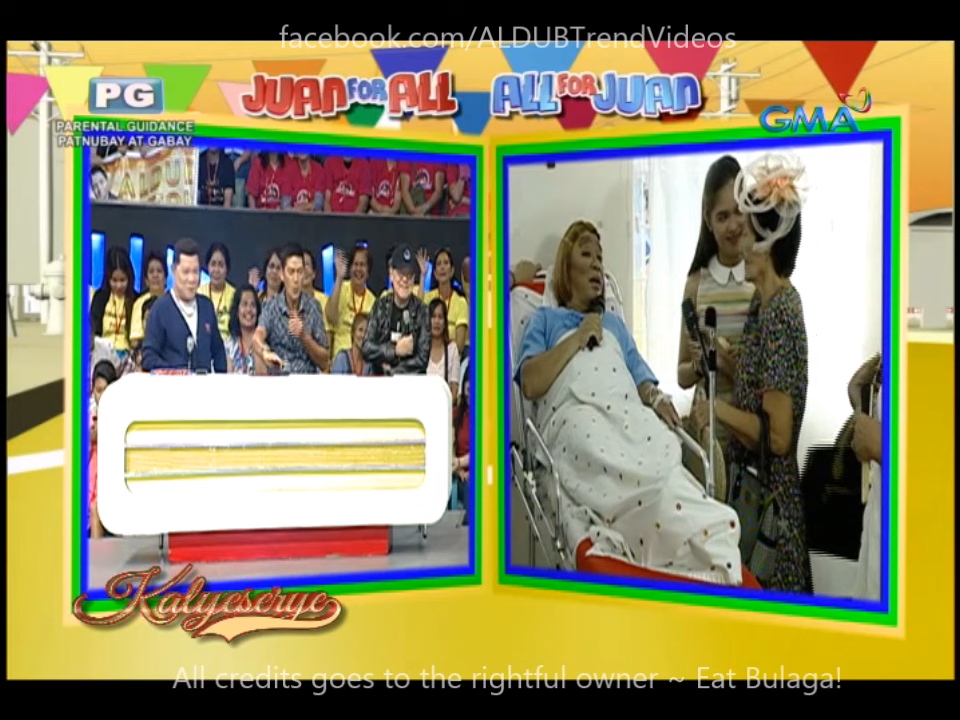 facebook.com/ALDUBTrendVideos
JUAN FOR ALL ALL FOR JUAN
PG
PARENTAL GUIDANCE
PATNUBAY AT GABAY
GMA
Kalyeserye
All credits goes to the rightful owner ~ Eat Bulaga!